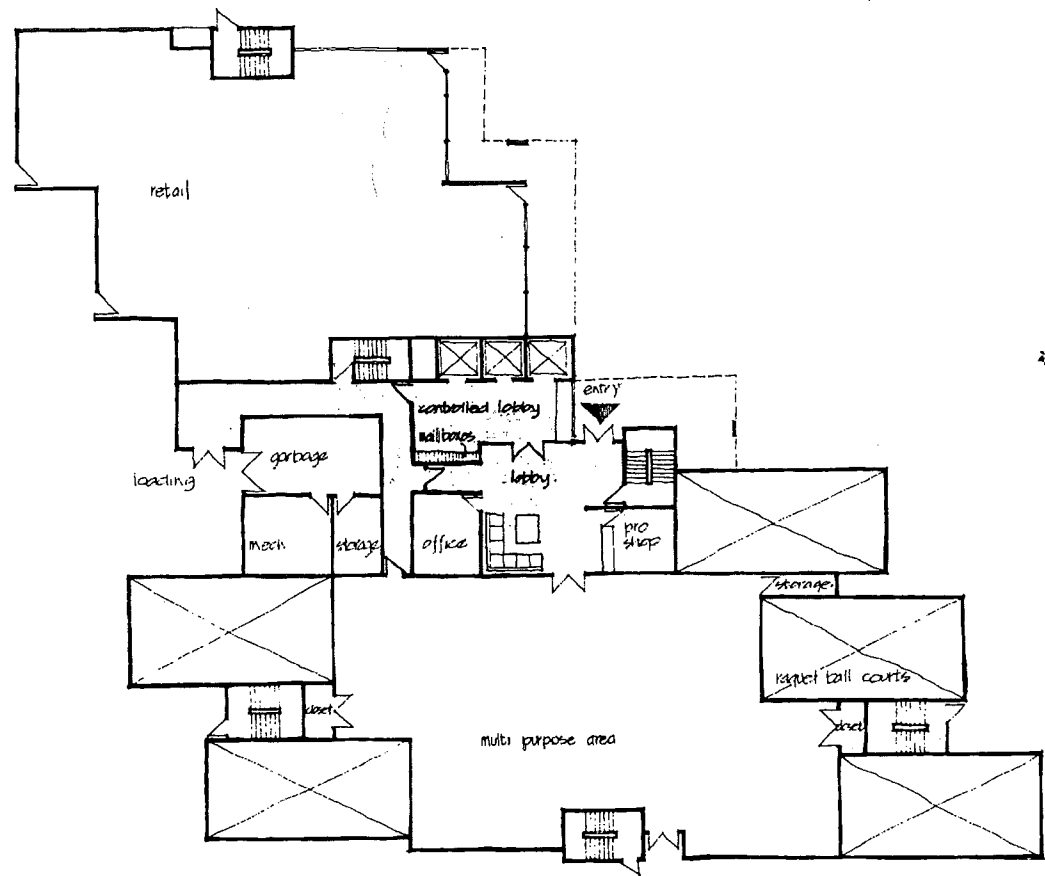 retail
entry
controlled lobby
mailboxes
garbage
loading
lobby
mech
storage
office
pro
shop
storage
raquet ball courts
closet
closet
multi purpose area